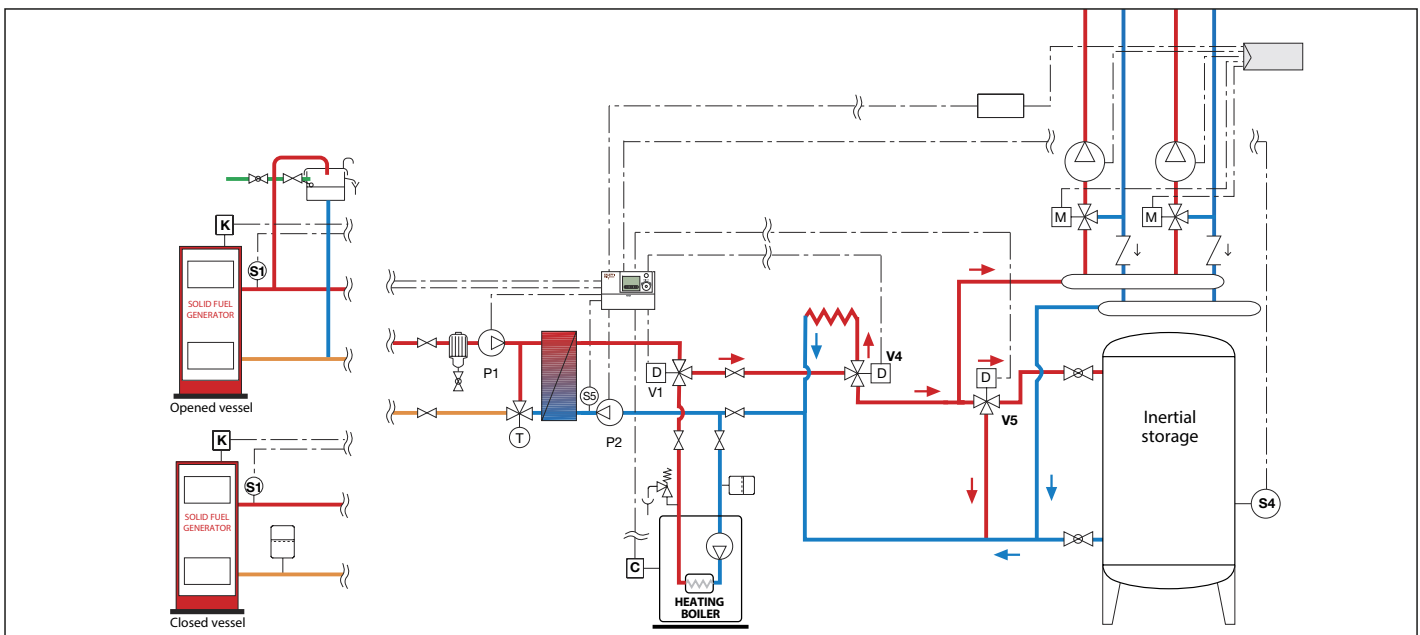 K
S1
SOLID FUEL
GENERATOR
Opened vessel
K
S1
SOLID FUEL
GENERATOR
Closed vessel
P1
T
S5
P2
D
V1
V4
D
D
V5
M
M
C
HEATING
BOILER
Inertial
storage
S4